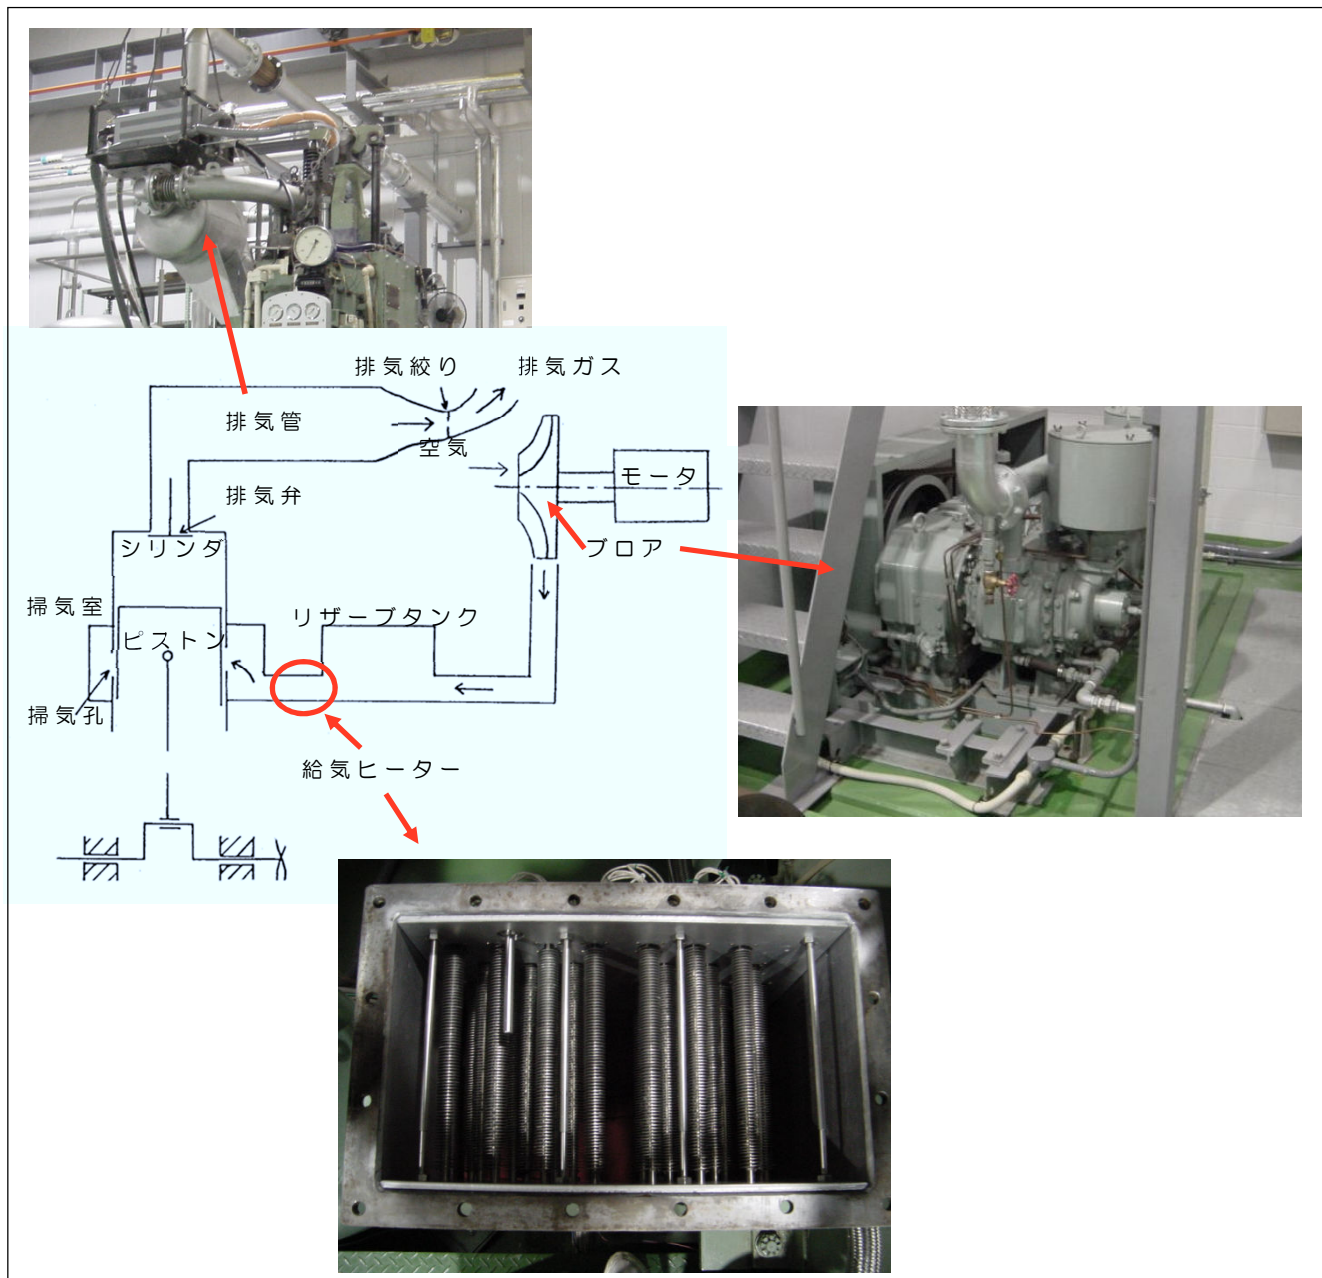 排気絞り
排気ガス
排気管
空気
モータ
排気弁
シリンダ
ブロア
掃気室
リザーブタンク
ピストン
掃気孔
給気ヒーター